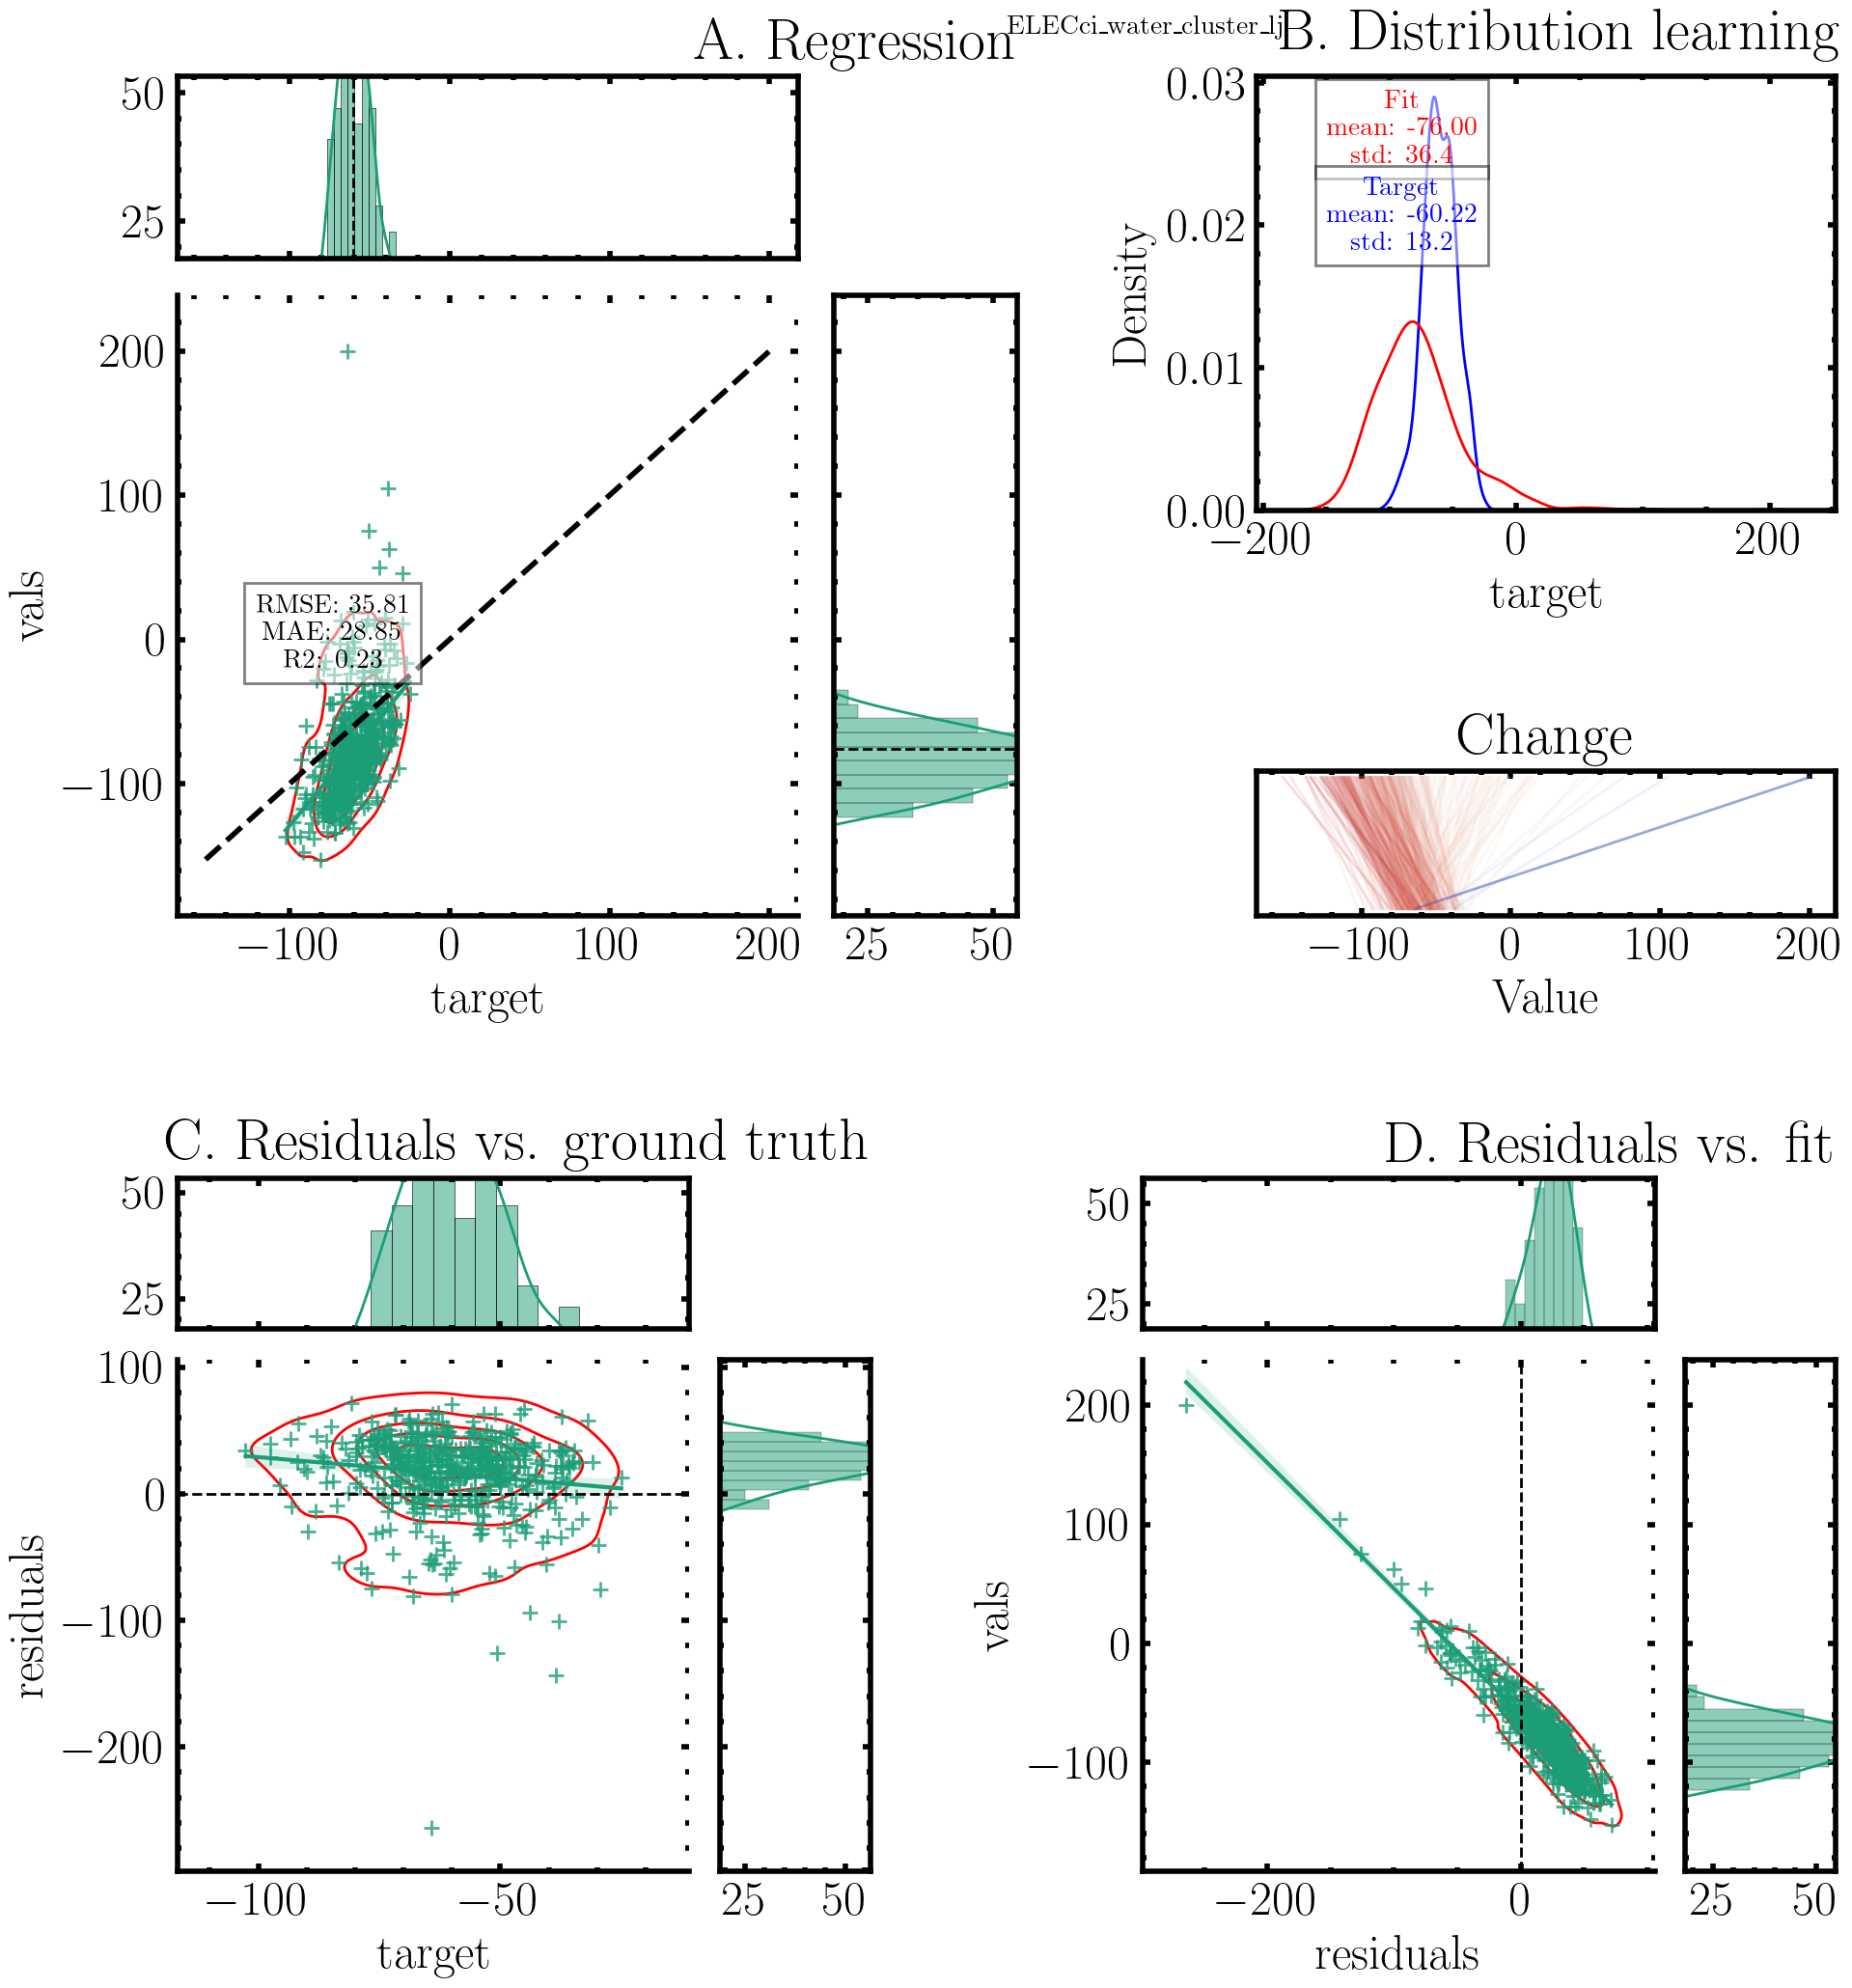 ELECci_water_cluster_lj
A. Regression
50
25
200
100
0
−100
vals
RMSE: 35.81
MAE: 28.85
R2: 0.23
−100 0 100 200
target
25 50
B. Distribution learning
0.03
0.02
0.01
0.00
Density
Fit
mean: -76.00
std: 36.4
Target
mean: -60.22
std: 13.2
−200 0 200
target
Change
−100 0 100 200
Value
C. Residuals vs. ground truth
50
25
100
0
−100
−200
residuals
−100 −50
target
25 50
D. Residuals vs. fit
50
25
200
100
0
−100
vals
−200 0
residuals
25 50